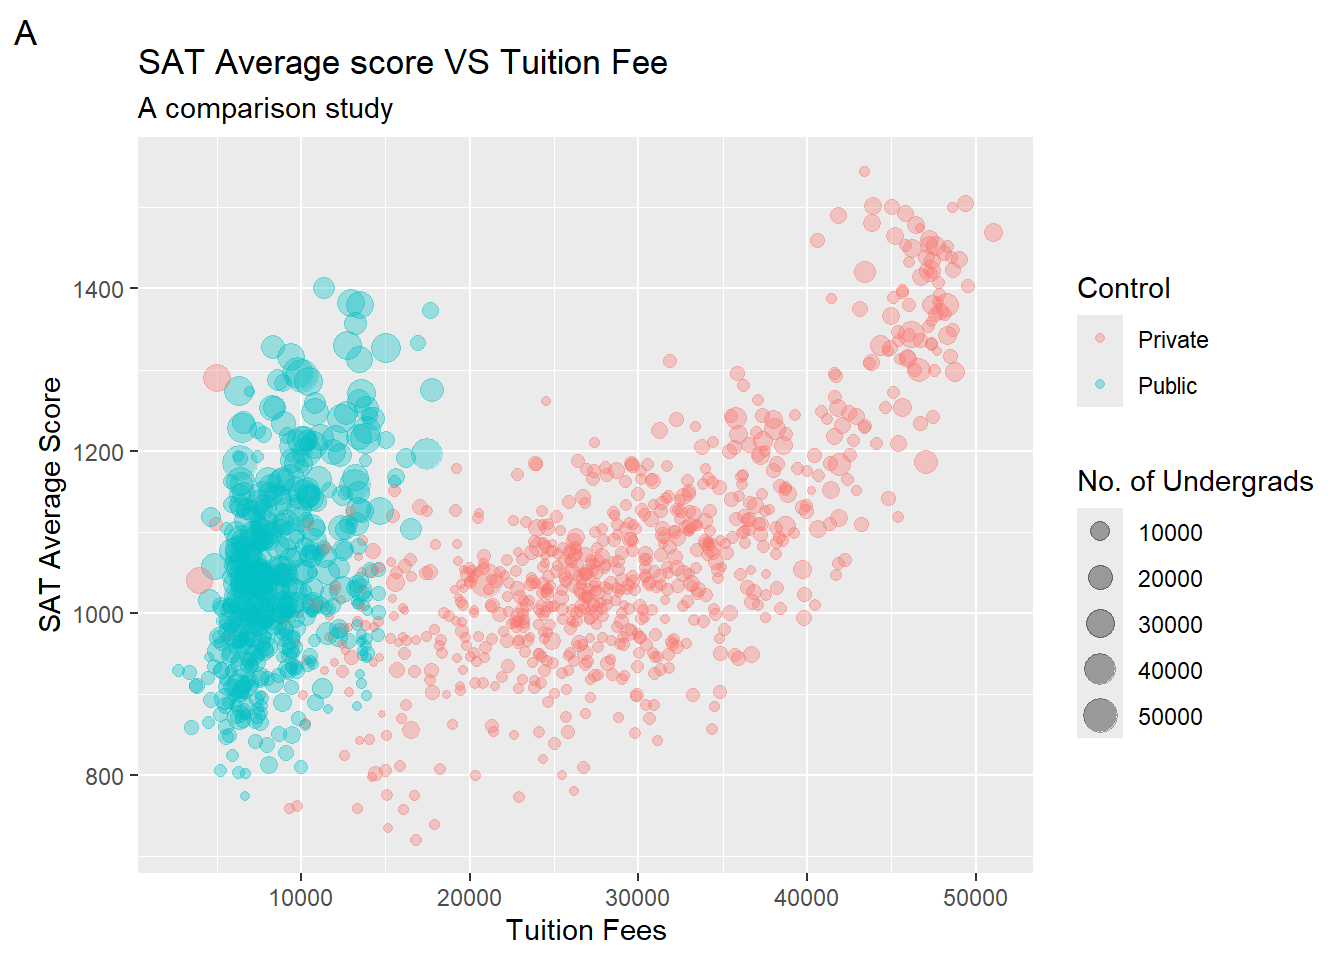 A
SAT Average score VS Tuition Fee
A comparison study
SAT Average Score
1400
1200
1000
800
10000
20000
30000
40000
50000
Tuition Fees
Control
Private
Public
No. of Undergrads
10000
20000
30000
40000
50000